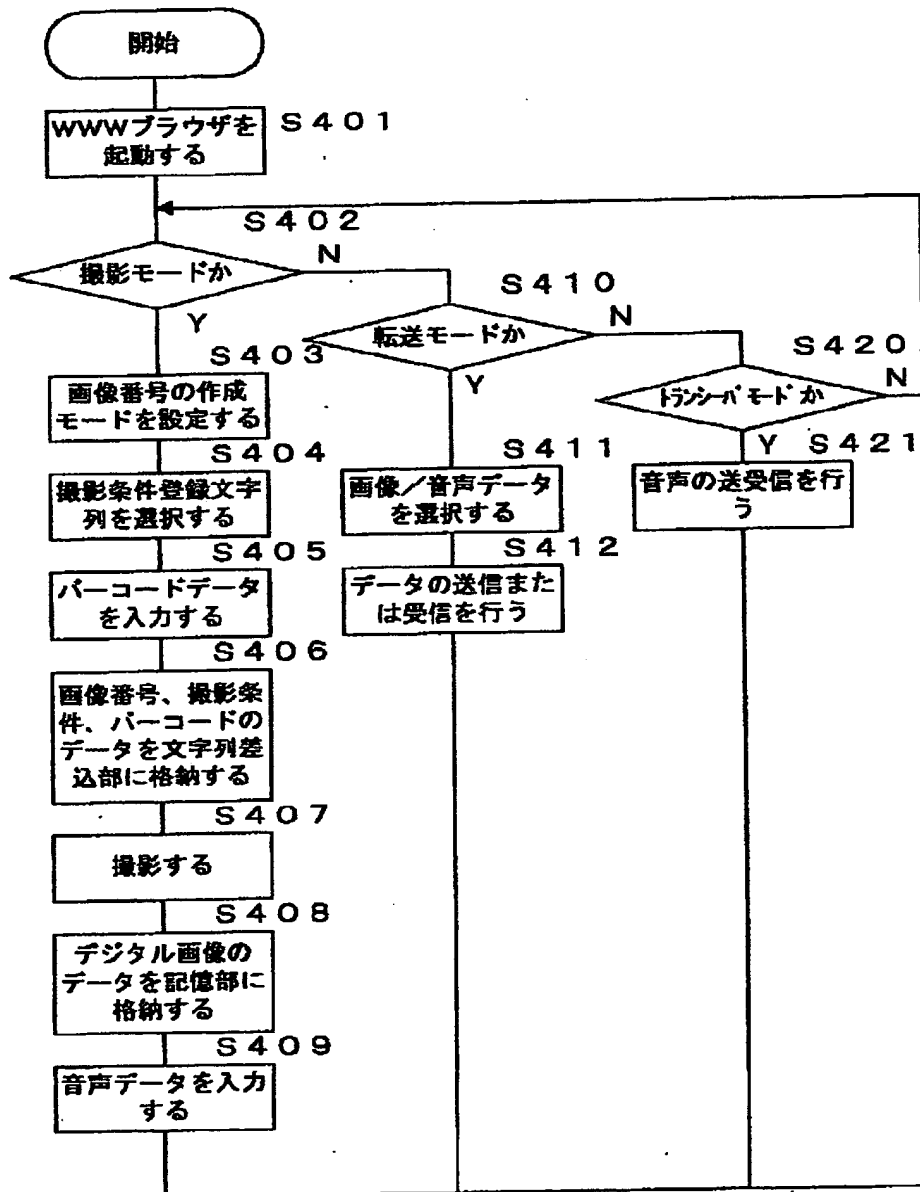 開始
WWWブラウザを
起動する
S401
S402
撮影モードか
N
Y
S403
画像番号の作成
モードを設定する
S404
撮影条件登録文字
列を選択する
S405
バーコードデータ
を入力する
S406
画像番号、撮影条
件、バーコードの
データを文字列差
込部に格納する
S407
撮影する
S408
デジタル画像の
データを記憶部に
格納する
S409
音声データを入力
する
S410
転送モードか
N
Y
S411
画像／音声データ
を選択する
S412
データの送信また
は受信を行う
S420
トランシーバモードか
N
Y
S421
音声の送受信を行
う